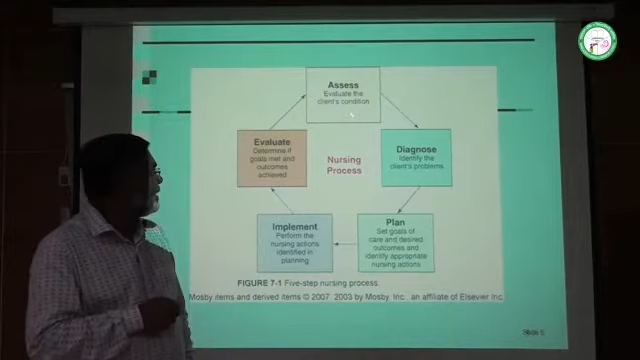 Assess
Evaluate the
client's condition
Diagnose
Identify the
client's problems
Plan
Set goals of
care and desired
outcomes and
identify appropriate
nursing actions
Implement
Perform the
nursing actions
identified in
planning
Evaluate
Determine if
goals met and
outcomes
achieved
Nursing
Process
FIGURE 7-1 Five-step nursing process.
Mosby items and derived items © 2007, 2003 by Mosby, Inc., an affiliate of Elsevier Inc.
Slide 5